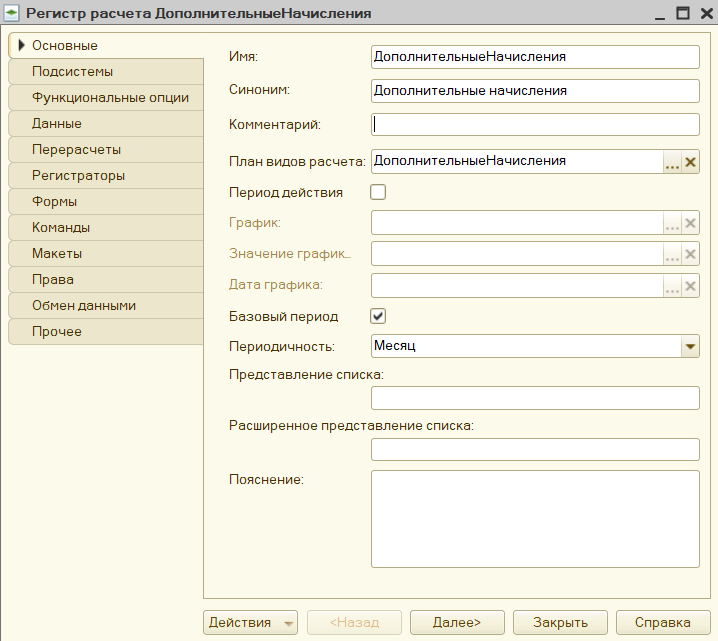 Регистр расчета ДополнительныеНачисления
Основные
Подсистемы
Функциональные опции
Данные
Перерасчеты
Регистраторы
Формы
Команды
Макеты
Права
Обмен данными
Прочее
Имя: ДополнительныеНачисления
Синоним: Дополнительные начисления
Комментарий:
План видов расчета: ДополнительныеНачисления ...
Период действия
График: ...
Значение график... ...
Дата графика: ...
Базовый период
Периодичность: Месяц
Представление списка:
Расширенное представление списка:
Пояснение:
Действия <Назад Далее> Закрыть Справка